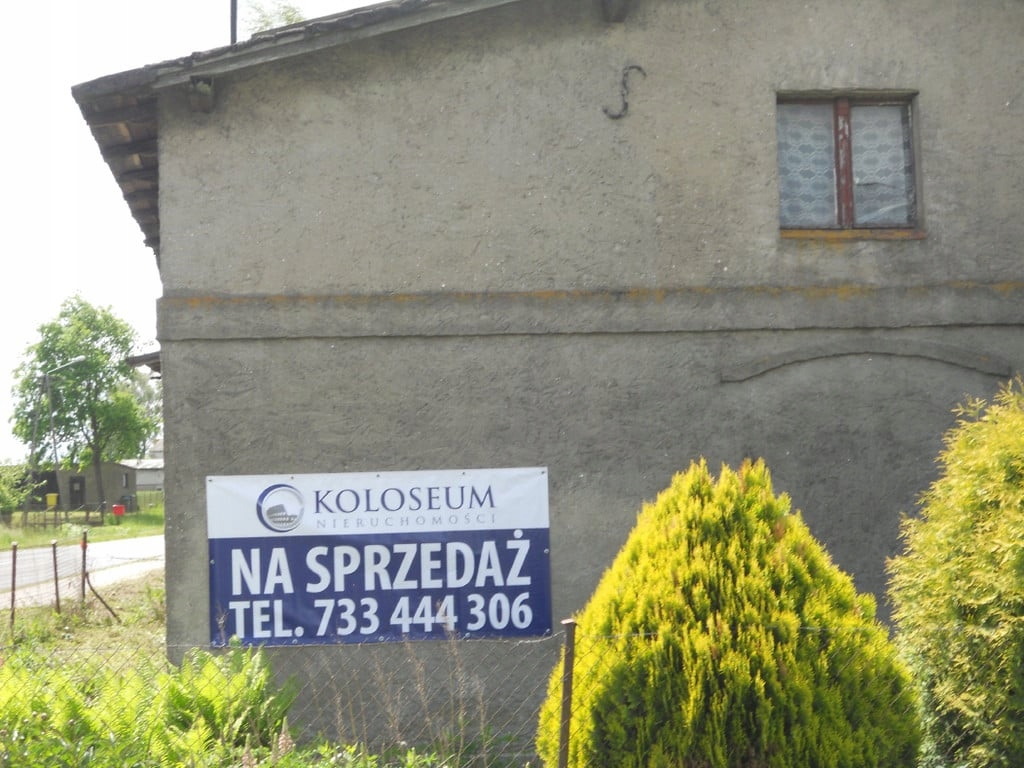 KOLOSEUM
NIERUCHOMOŚCI
NA SPRZEDAŻ
TEL. 733 444 306